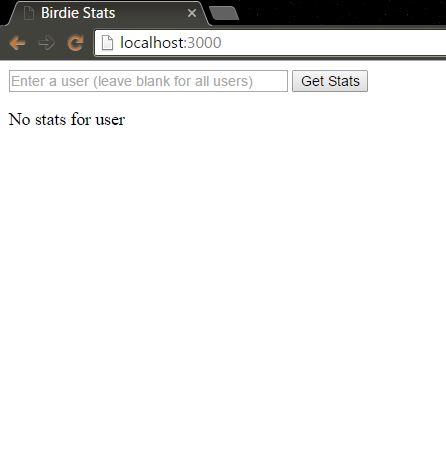 Birdie Stats
localhost:3000
Enter a user (leave blank for all users) Get Stats
No stats for user